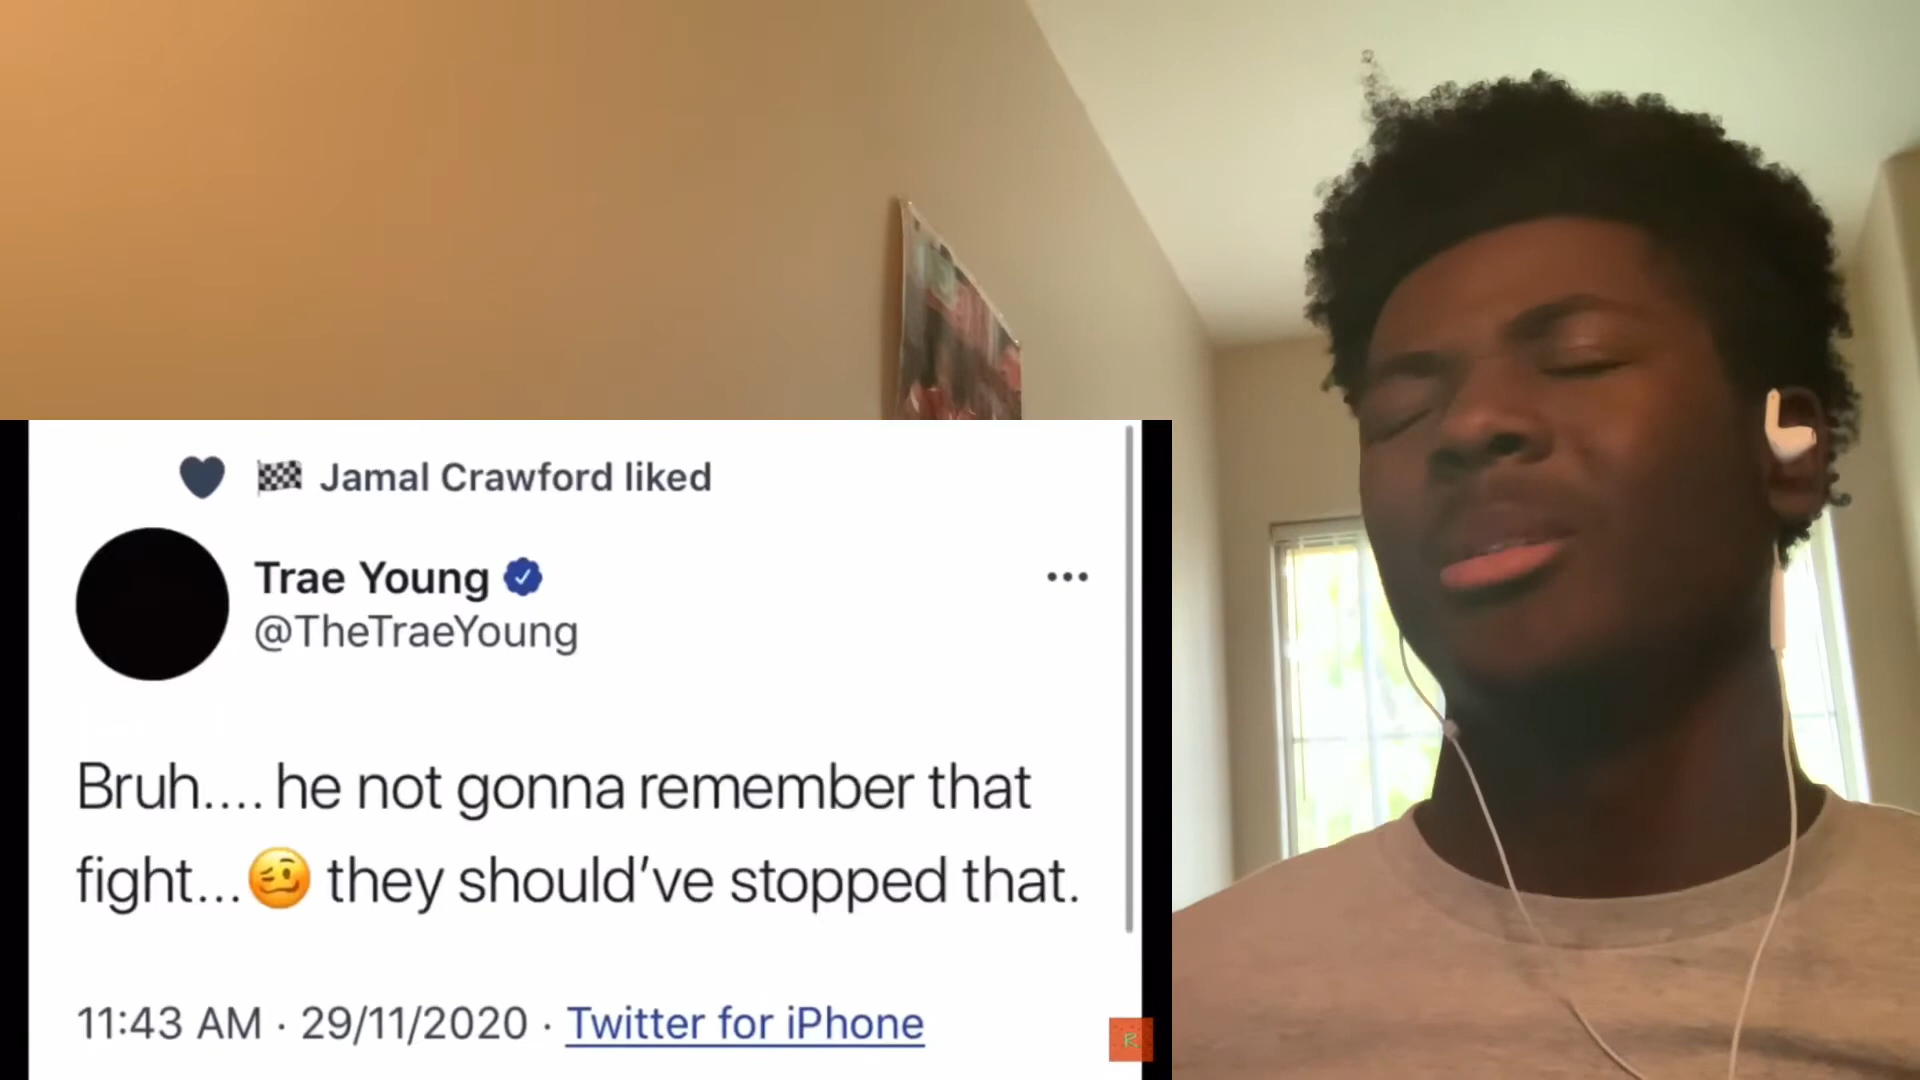 Jamal Crawford liked
Trae Young
@TheTraeYoung
Bruh.... he not gonna remember that
fight...🥴 they should've stopped that.
11:43 AM · 29/11/2020 · Twitter for iPhone
R